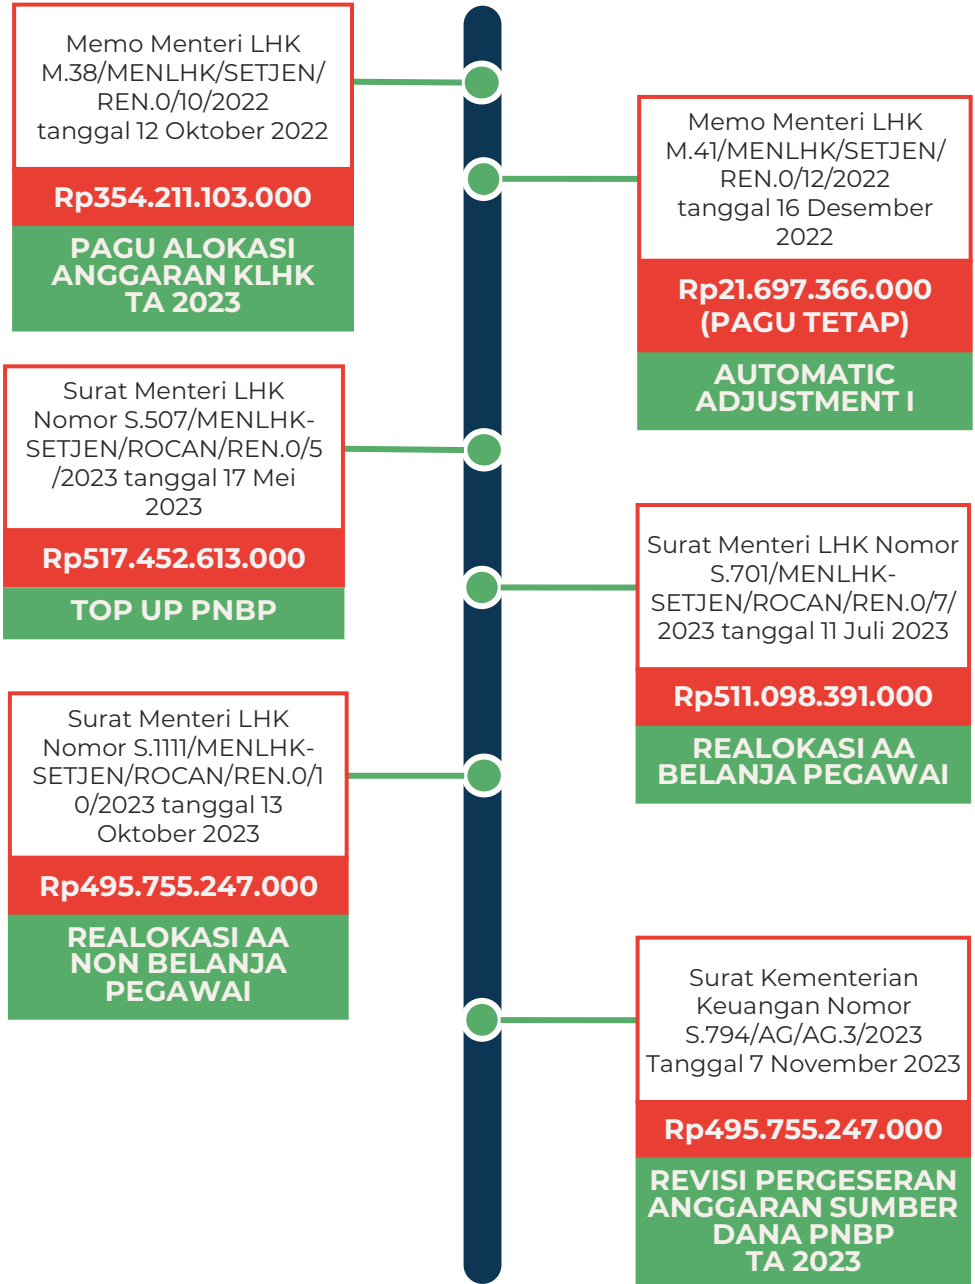 Memo Menteri LHK
M.38/MENLHK/SETJEN/
REN.0/10/2022
tanggal 12 Oktober 2022
Rp354.211.103.000
PAGU ALOKASI
ANGGARAN KLHK
TA 2023
Memo Menteri LHK
M.41/MENLHK/SETJEN/
REN.0/12/2022
tanggal 16 Desember
2022
Rp21.697.366.000
(PAGU TETAP)
AUTOMATIC
ADJUSTMENT I
Surat Menteri LHK
Nomor S.507/MENLHK-
SETJEN/ROCAN/REN.0/5
/2023 tanggal 17 Mei
2023
Rp517.452.613.000
TOP UP PNBP
Surat Menteri LHK Nomor
S.701/MENLHK-
SETJEN/ROCAN/REN.0/7/
2023 tanggal 11 Juli 2023
Rp511.098.391.000
REALOKASI AA
BELANJA PEGAWAI
Surat Menteri LHK
Nomor S.1111/MENLHK-
SETJEN/ROCAN/REN.0/1
0/2023 tanggal 13
Oktober 2023
Rp495.755.247.000
REALOKASI AA
NON BELANJA
PEGAWAI
Surat Kementerian
Keuangan Nomor
S.794/AG/AG.3/2023
Tanggal 7 November 2023
Rp495.755.247.000
REVISI PERGESERAN
ANGGARAN SUMBER
DANA PNBP
TA 2023